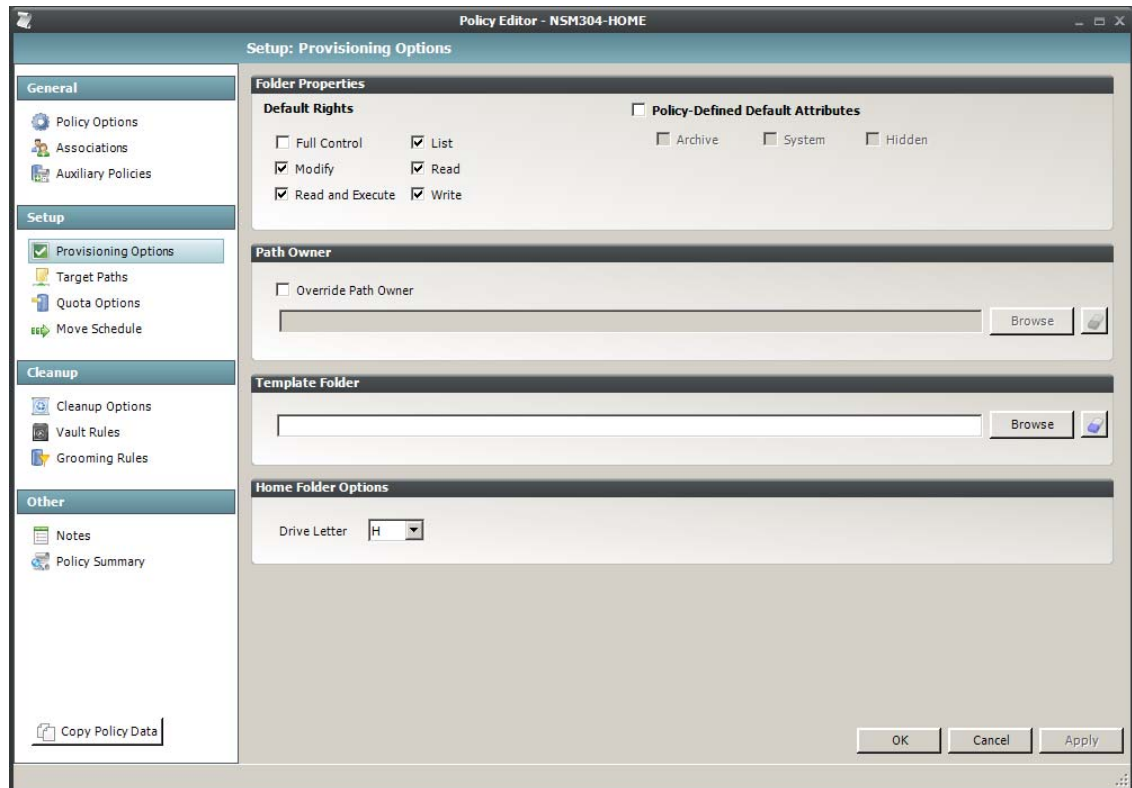 Policy Editor - NSM304-HOME
Setup: Provisioning Options
General
Policy Options
Associations
Auxiliary Policies
Setup
Provisioning Options
Target Paths
Quota Options
Move Schedule
Cleanup
Cleanup Options
Vault Rules
Grooming Rules
Other
Notes
Policy Summary
Copy Policy Data
Folder Properties
Default Rights
Policy-Defined Default Attributes
Full Control List
Archive System Hidden
Modify Read
Read and Execute Write
Path Owner
Override Path Owner
Browse
Template Folder
Browse
Home Folder Options
Drive Letter H
OK Cancel Apply